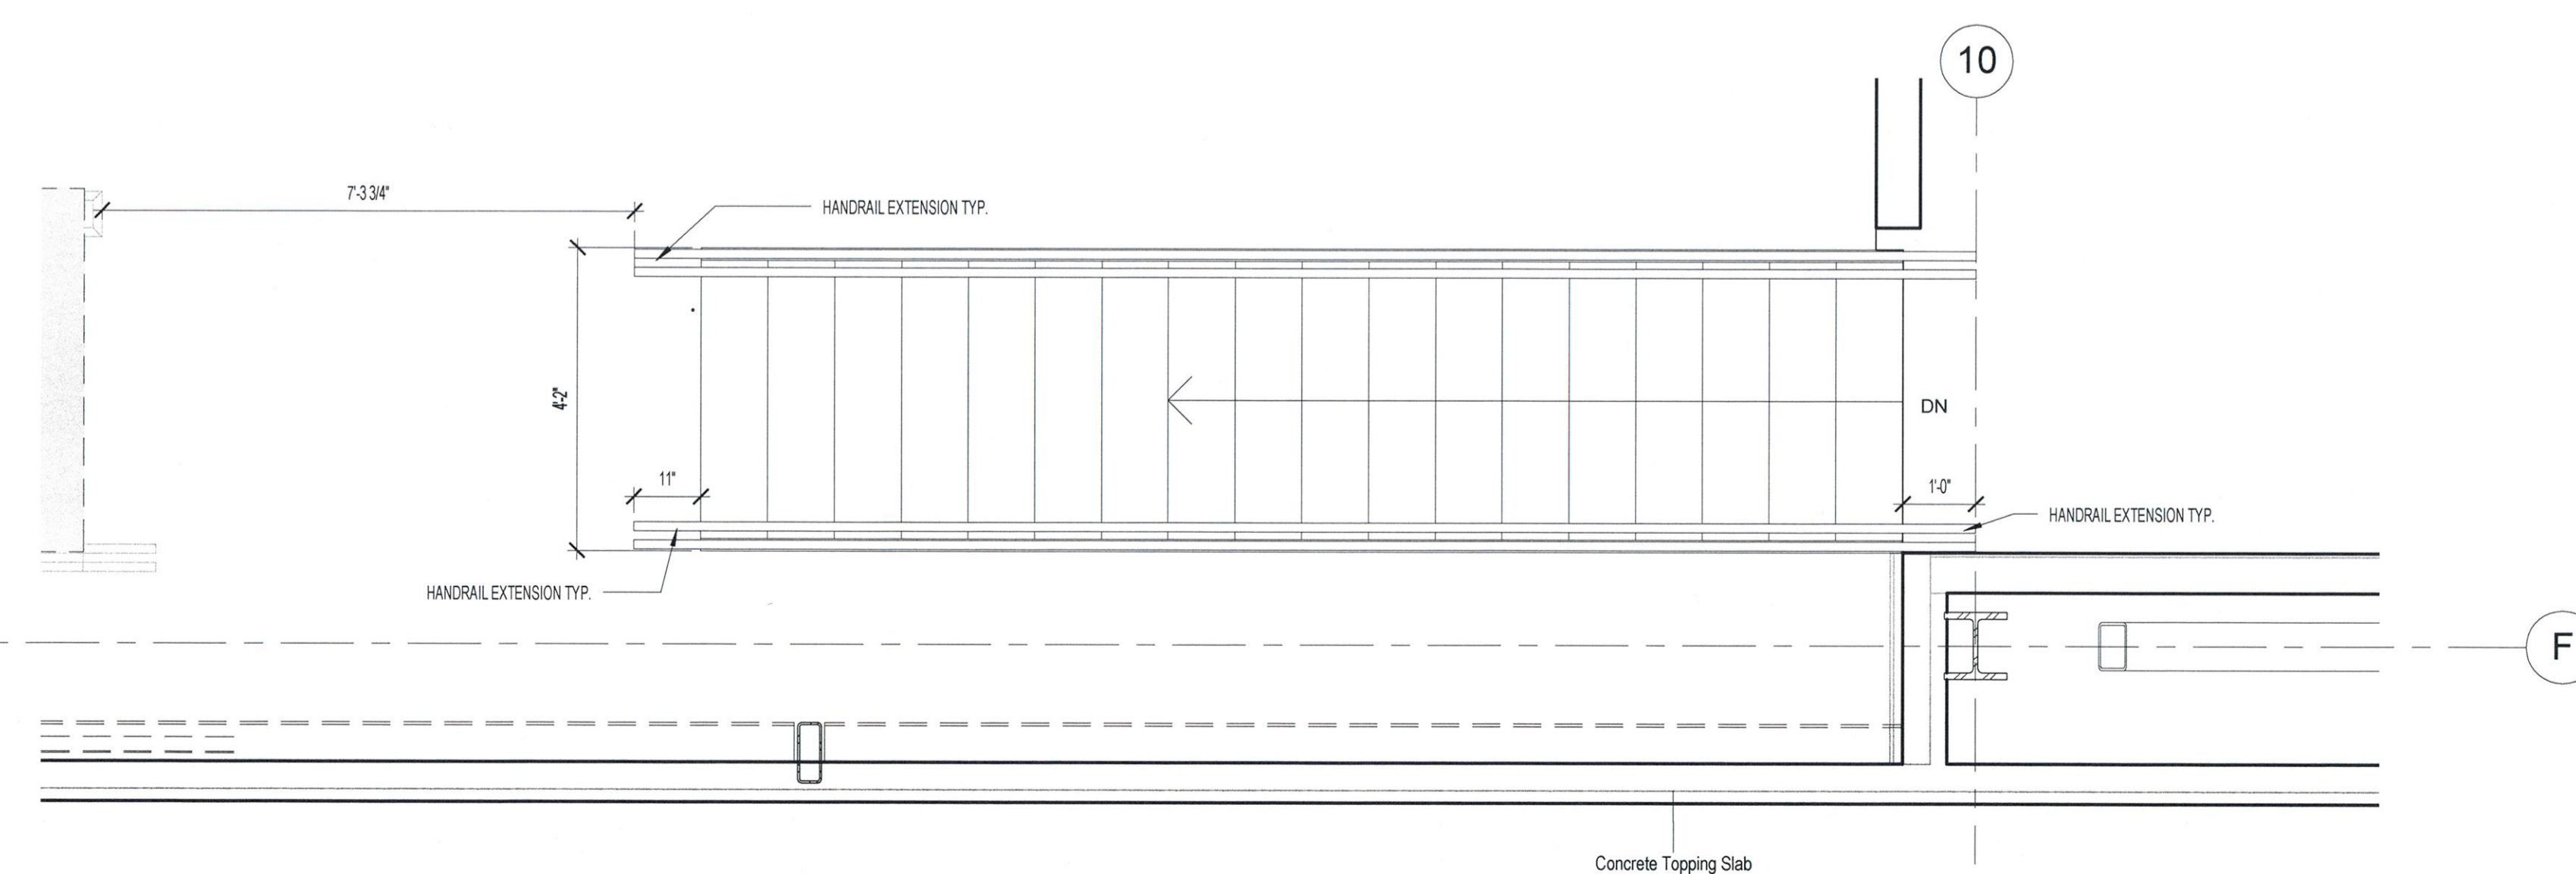 10
7'-3 3/4"
HANDRAIL EXTENSION TYP.
4'-2"
DN
11"
1'-0"
HANDRAIL EXTENSION TYP.
HANDRAIL EXTENSION TYP.
F
Concrete Topping Slab